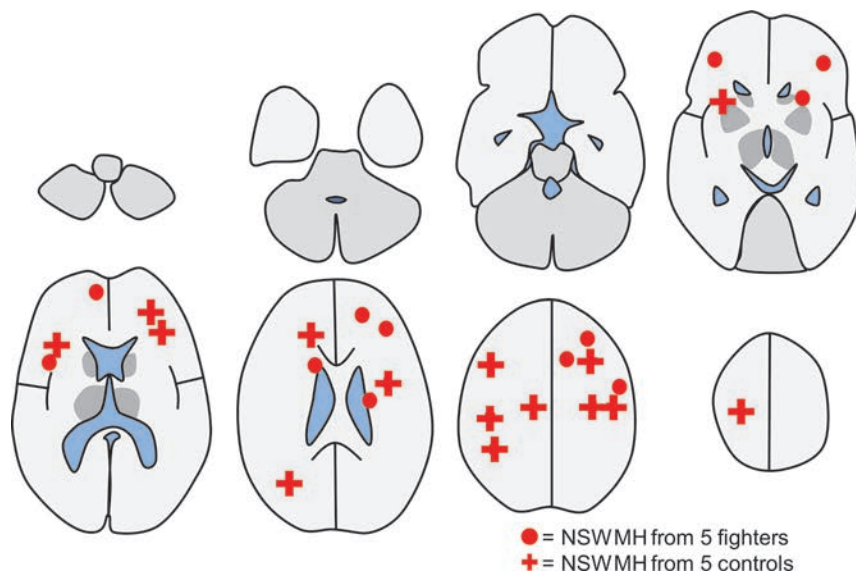 = NSWMH from 5 fighters
= NSWMH from 5 controls